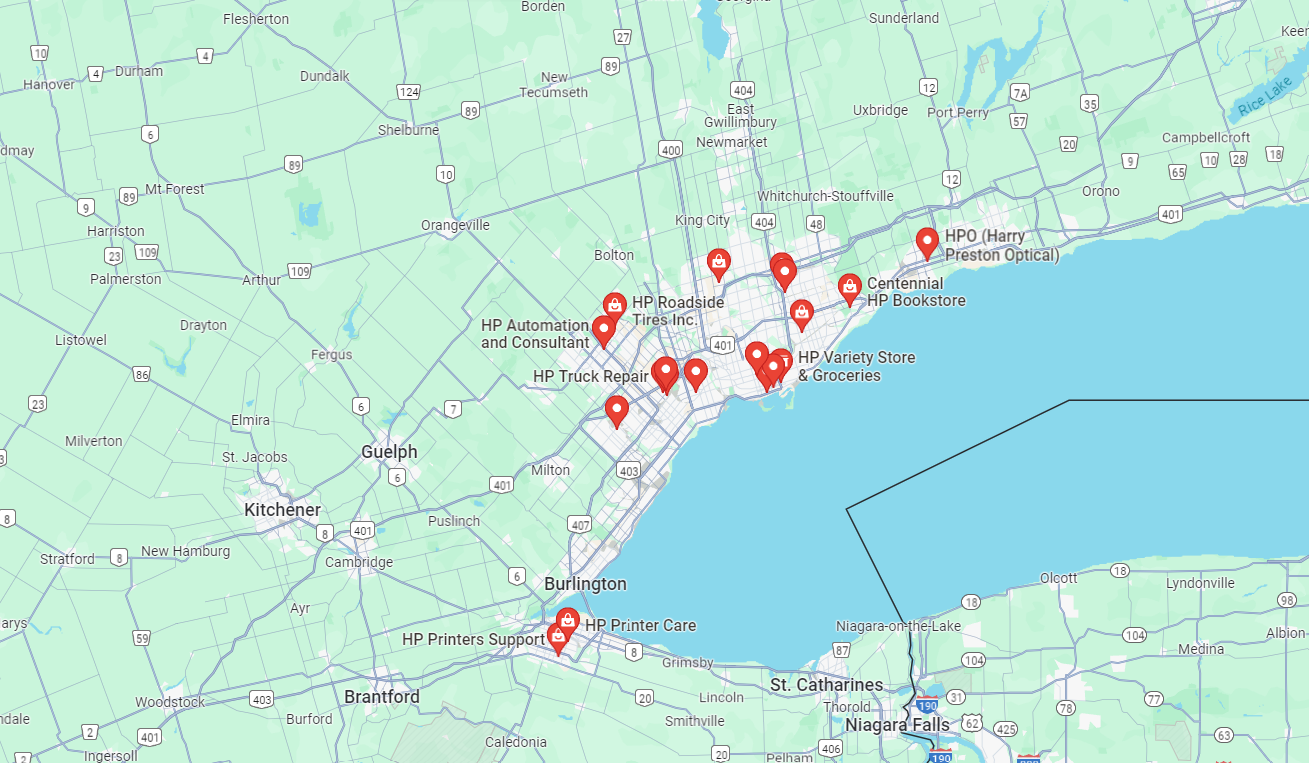 Borden
Georgina
Flesherton
Sunderland
27
10
4
404
Keen
Durham
4
89
12
Hanover
Dundalk
New
Tecumseth
124
7A
35
Rice Lake
89
East
Gwillimbury
Uxbridge
Port Perry
57
6
Shelburne
Newmarket
20
Campbellcroft
dmay
89
400
9
65
10
28
18
10
12
Mt Forest
89
Orono
9
Whitchurch-Stouffville
401
Harriston
Orangeville
King City
404
48
23
109
HPO (Harry
Preston Optical)
Bolton
Palmerston
Arthur
109
Centennial
HP Bookstore
HP Roadside
Tires Inc.
Drayton
HP Automation
and Consultant
Listowel
401
Fergus
HP Variety Store
& Groceries
86
HP Truck Repair
23
6
7
Elmira
Milverton
Guelph
St. Jacobs
Milton
403
6
401
Kitchener
8
Puslinch
407
8
401
New Hamburg
Stratford
8
Cambridge
6
Burlington
Olcott
18
Lyndonville
Ayr
18
98
arys
HP Printer Care
Niagara-on-the-Lake
59
HP Printers Support
104
Albion
8
87
Medina
Grimsby
104
St. Catharines
Brantford
Woodstock
403
20
Lincoln
31
77
Thorold
190
78
ndale
Burford
Smithville
Niagara Falls
62
425
2
401
63
Caledonia
406
Ingersoll
20
Pelham
190
2